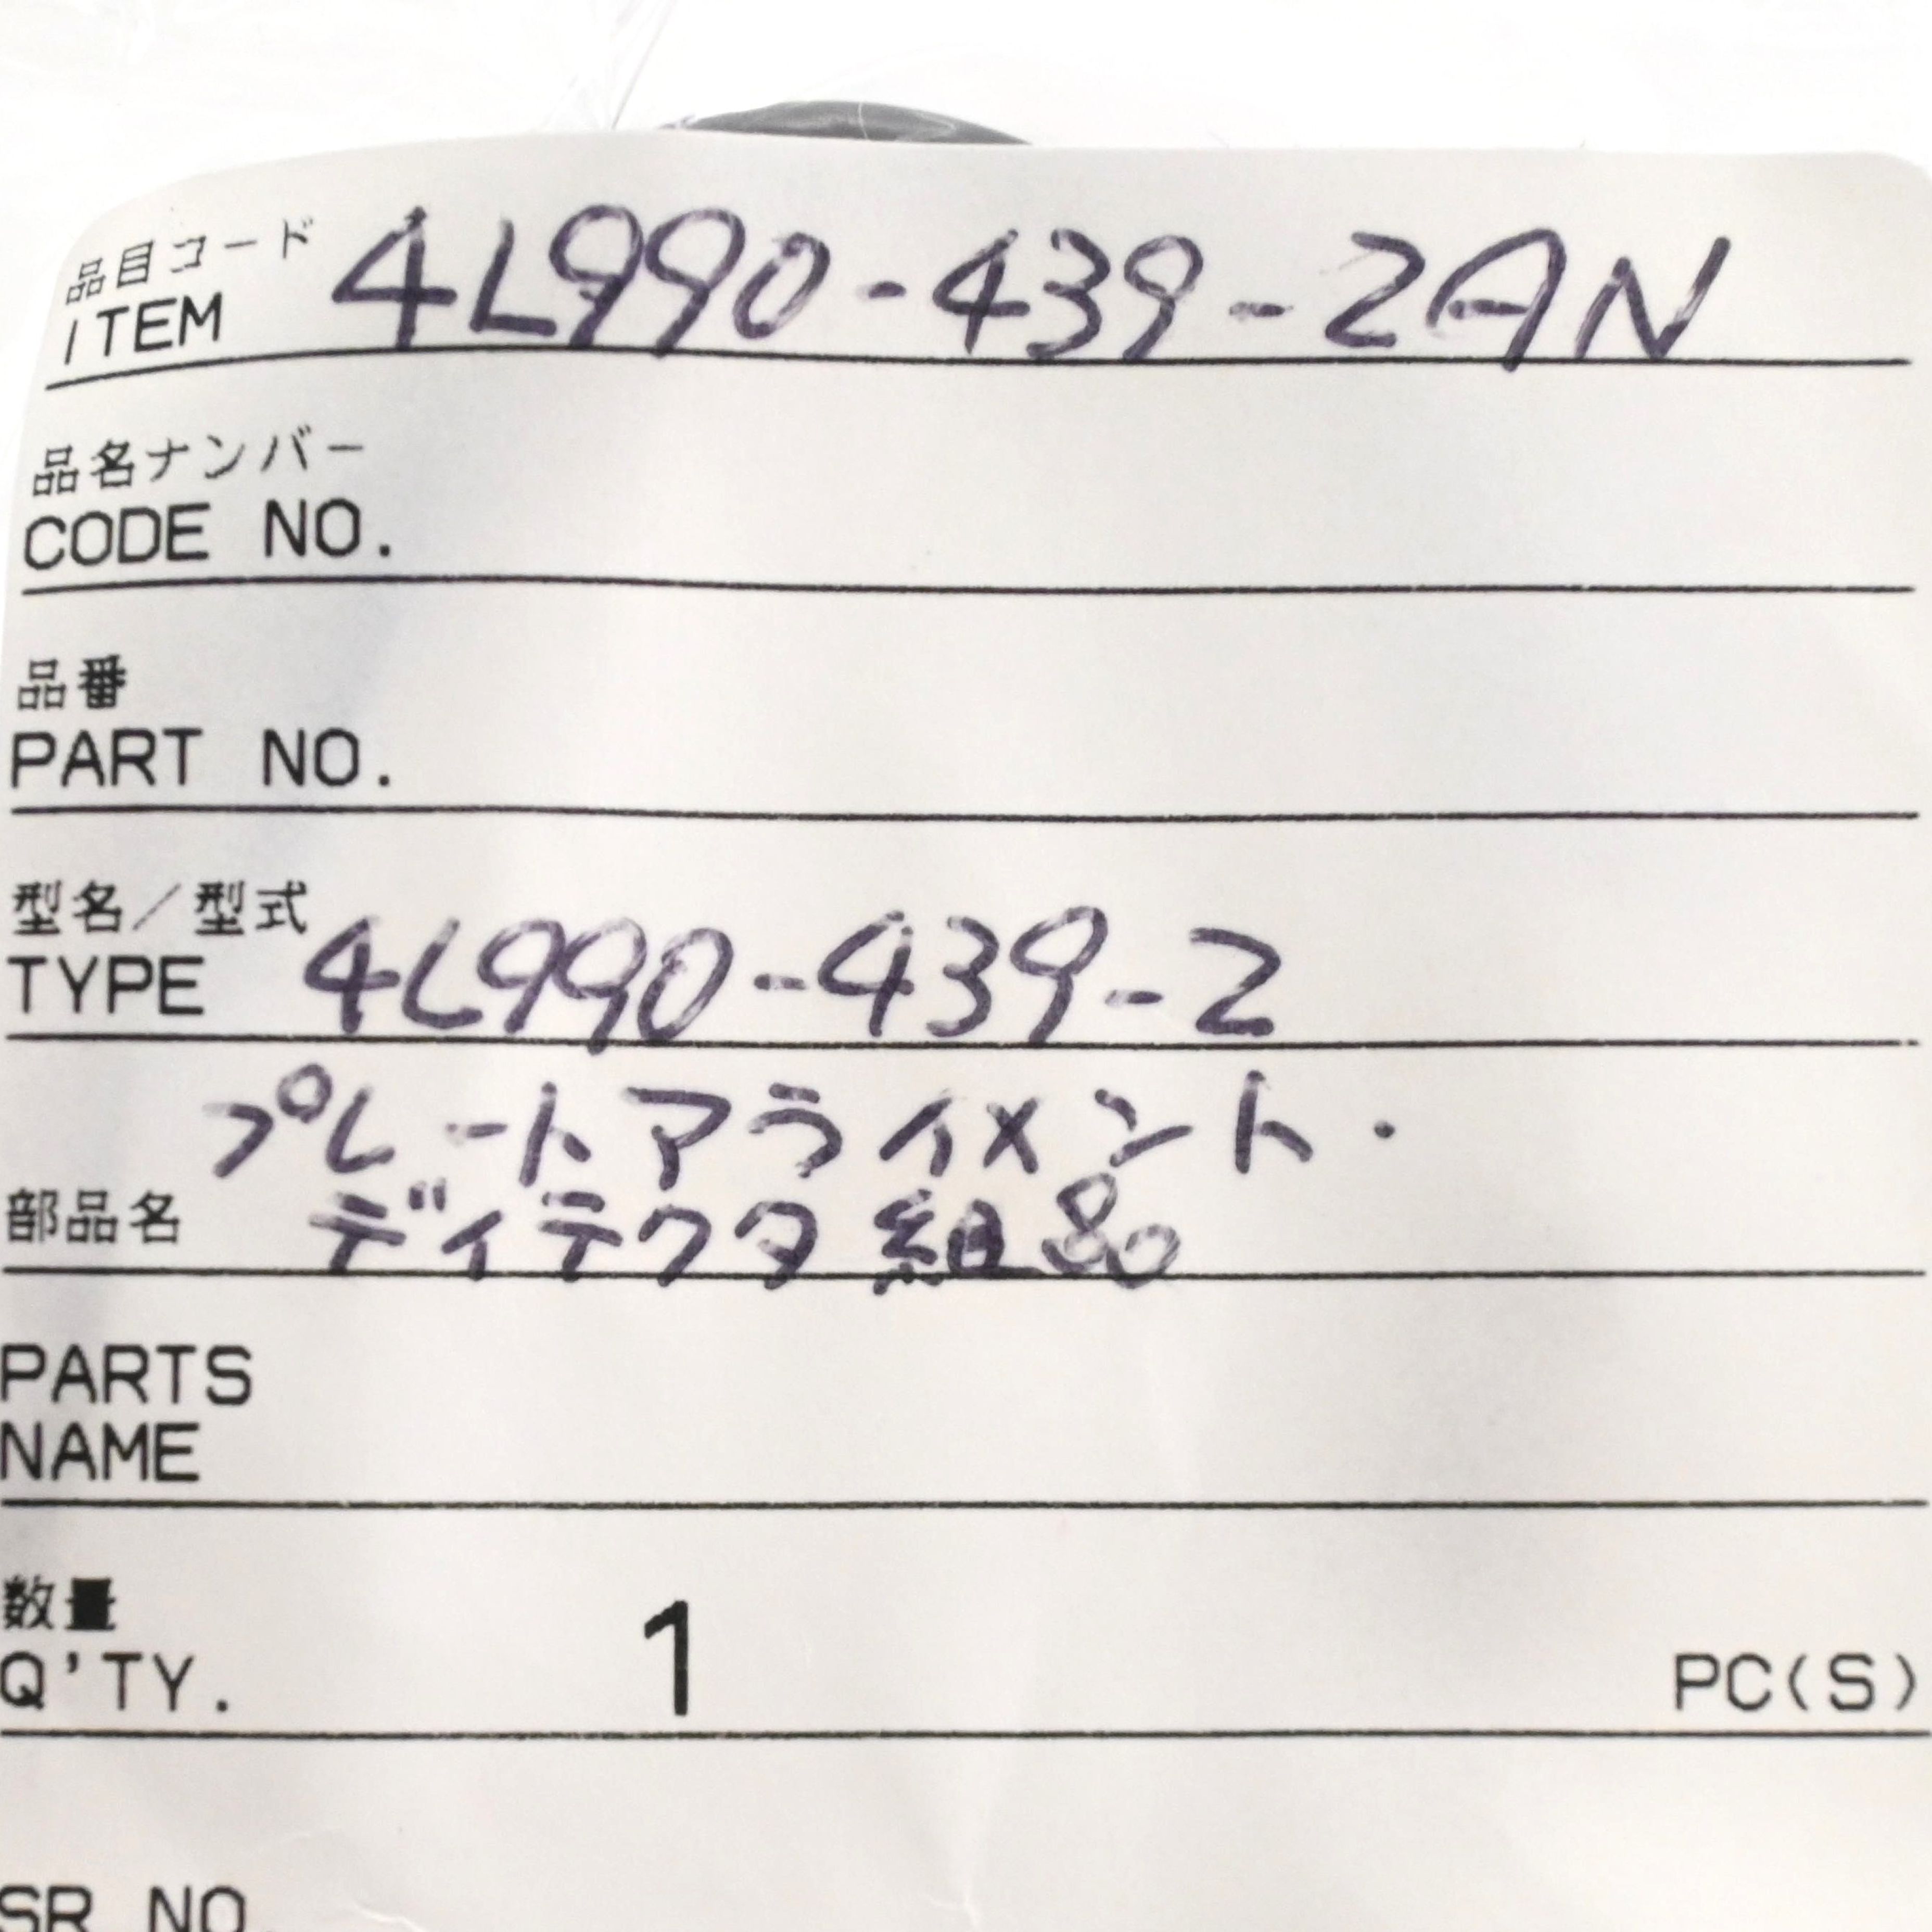 品目コード
ITEM 4L990-439-2AN
品名ナンバー
CODE NO.
品番
PART NO.
型名／型式
TYPE 4L990-439-2
プレートアライメント・
部品名 ディテクタ組品
PARTS
NAME
数量
Q'TY. 1 PC(S)
SR NO.